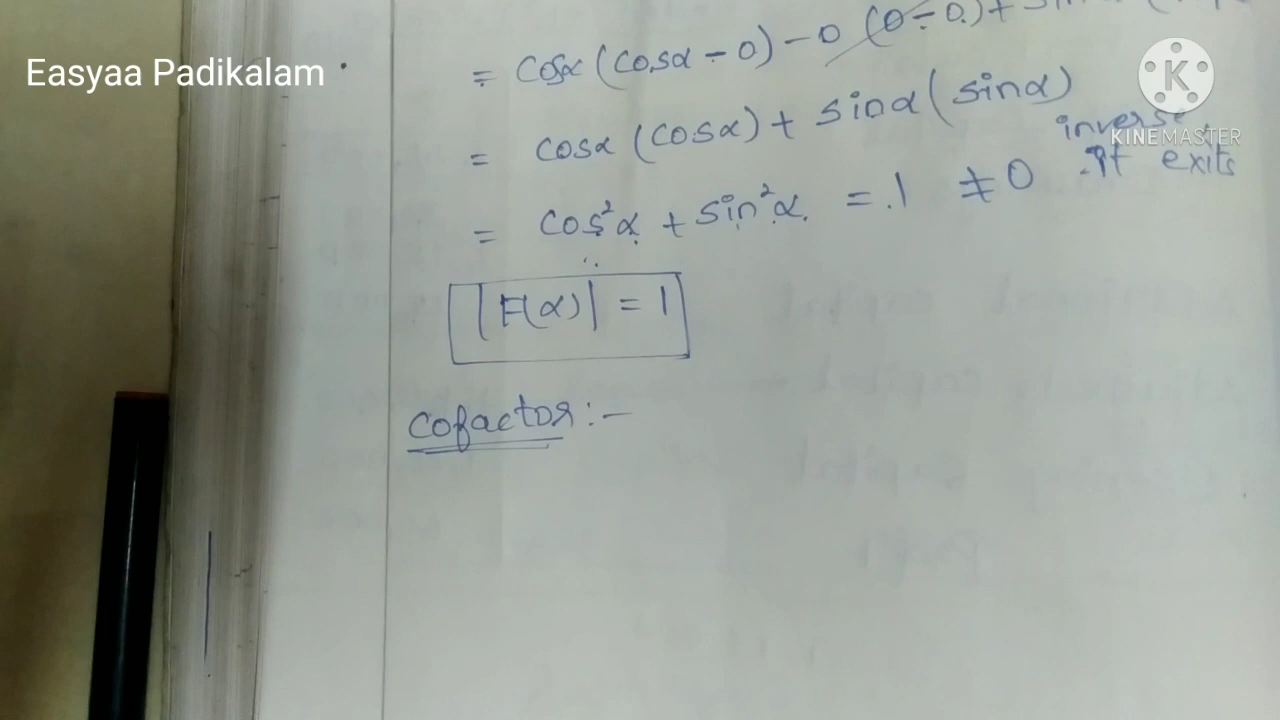 Easyaa Padikalam
= cosα (cosα - 0) - 0 (0 - 0) +
= cosα (cosα) + sinα (sinα)
KINEMASTER
= cos²α + sin²α = 1 ≠ 0 inverse it exits
|F(α)| = 1
cofactor:-